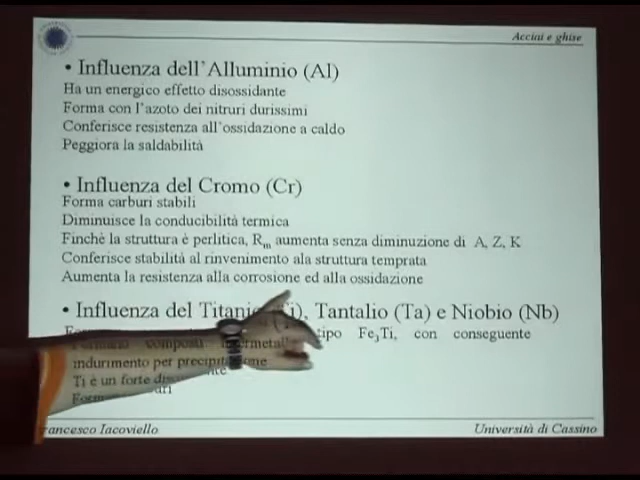 Acciai e ghise
• Influenza dell'Alluminio (Al)
Ha un energico effetto disossidante
Forma con l'azoto dei nitruri durissimi
Conferisce resistenza all'ossidazione a caldo
Peggiora la saldabilità
• Influenza del Cromo (Cr)
Forma carburi stabili
Diminuisce la conducibilità termica
Finchè la struttura è perlitica, Rm aumenta senza diminuzione di A, Z, K
Conferisce stabilità al rinvenimento ala struttura temprata
Aumenta la resistenza alla corrosione ed alla ossidazione
• Influenza del Titanio (Ti), Tantalio (Ta) e Niobio (Nb)
tipo Fe3Ti, con conseguente
composti
indurimento per precipitazione
Ti è un forte
Francesco Iacoviello
Università di Cassino